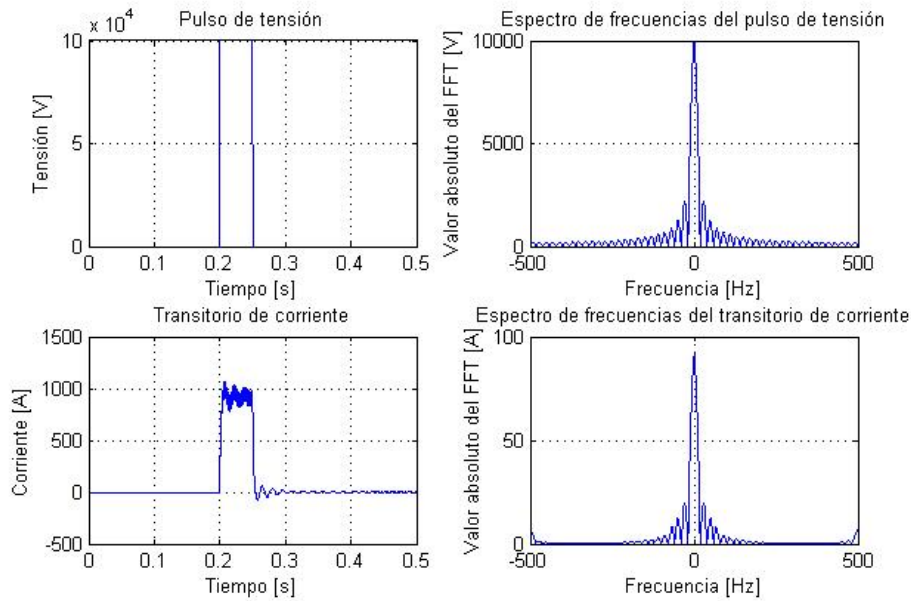 Pulso de tensión
x 10^4
10
5
0
Tensión [V]
0 0.1 0.2 0.3 0.4 0.5
Tiempo [s]
Espectro de frecuencias del pulso de tensión
10000
5000
0
Valor absoluto del FFT [V]
-500 0 500
Frecuencia [Hz]
Transitorio de corriente
1500
1000
500
0
-500
Corriente [A]
0 0.1 0.2 0.3 0.4 0.5
Tiempo [s]
Espectro de frecuencias del transitorio de corriente
100
50
0
Valor absoluto del FFT [A]
-500 0 500
Frecuencia [Hz]